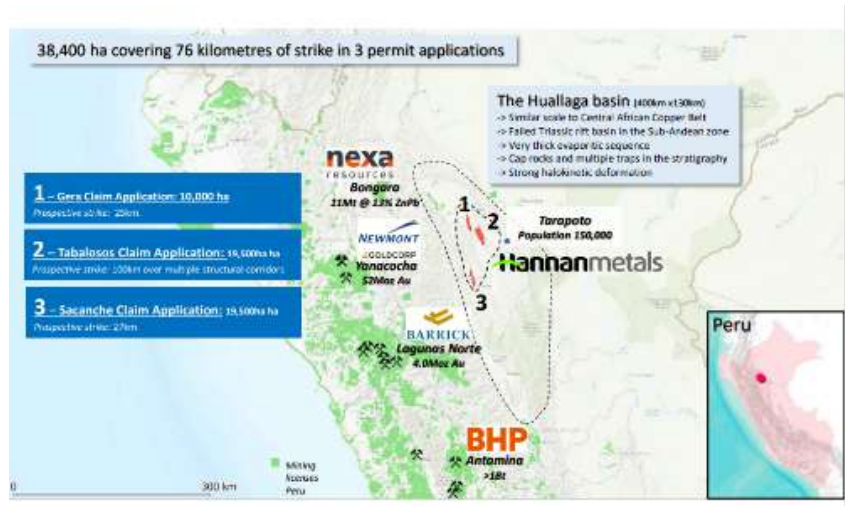 38,400 ha covering 76 kilometres of strike in 3 permit applications
The Huallaga basin (400km x130km)
-> Similar scale to Central African Copper Belt
-> Failed Triassic rift basin in the Sub-Andean zone
-> Very thick evaporitic sequence
-> Cap rocks and multiple traps in the stratigraphy
-> Strong halokinetic deformation
1 – Gera Claim Application: 10,000 ha
Prospective strike: 25km
2 – Tabalosos Claim Application: 19,500ha ha
Prospective strike: 100km over multiple structural corridors
3 – Sacanche Claim Application: 19,500ha ha
Prospective strike: 27km
nexa
RESOURCES
Bongara
11Mt @ 13% ZnPb
1
2
3
Tarapoto
Population 150,000
Hannanmetals
NEWMONT
GOLDCORP
Yanacocha
52Moz Au
BARRICK
Lagunas Norte
4.0Moz Au
BHP
Antamina
>1Bt
Peru
Mining
licenses
Peru
0
300 km